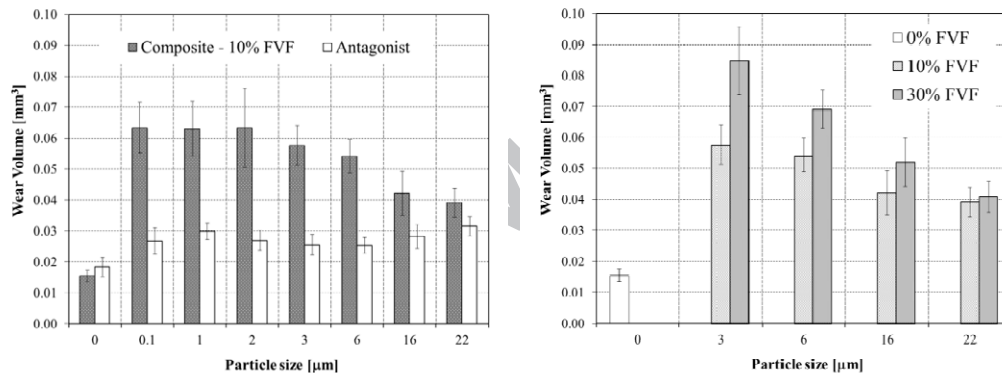 0.10
0.09
0.08
0.07
0.06
0.05
0.04
0.03
0.02
0.01
0.00
Wear Volume [mm³]
Composite - 10% FVF
Antagonist
0 0.1 1 2 3 6 16 22
Particle size [μm]
0.10
0.09
0.08
0.07
0.06
0.05
0.04
0.03
0.02
0.01
0.00
Wear Volume [mm³]
0% FVF
10% FVF
30% FVF
0 3 6 16 22
Particle size [μm]